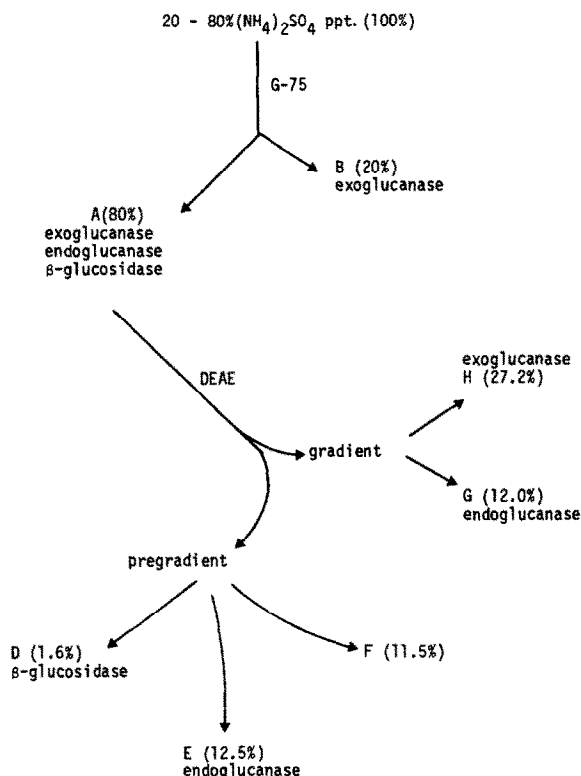 20 - 80%(NH4)2SO4 ppt. (100%)
G-75
B (20%)
exoglucanase
A(80%)
exoglucanase
endoglucanase
β-glucosidase
DEAE
exoglucanase
H (27.2%)
gradient
G (12.0%)
endoglucanase
pregradient
D (1.6%)
β-glucosidase
F (11.5%)
E (12.5%)
endoglucanase